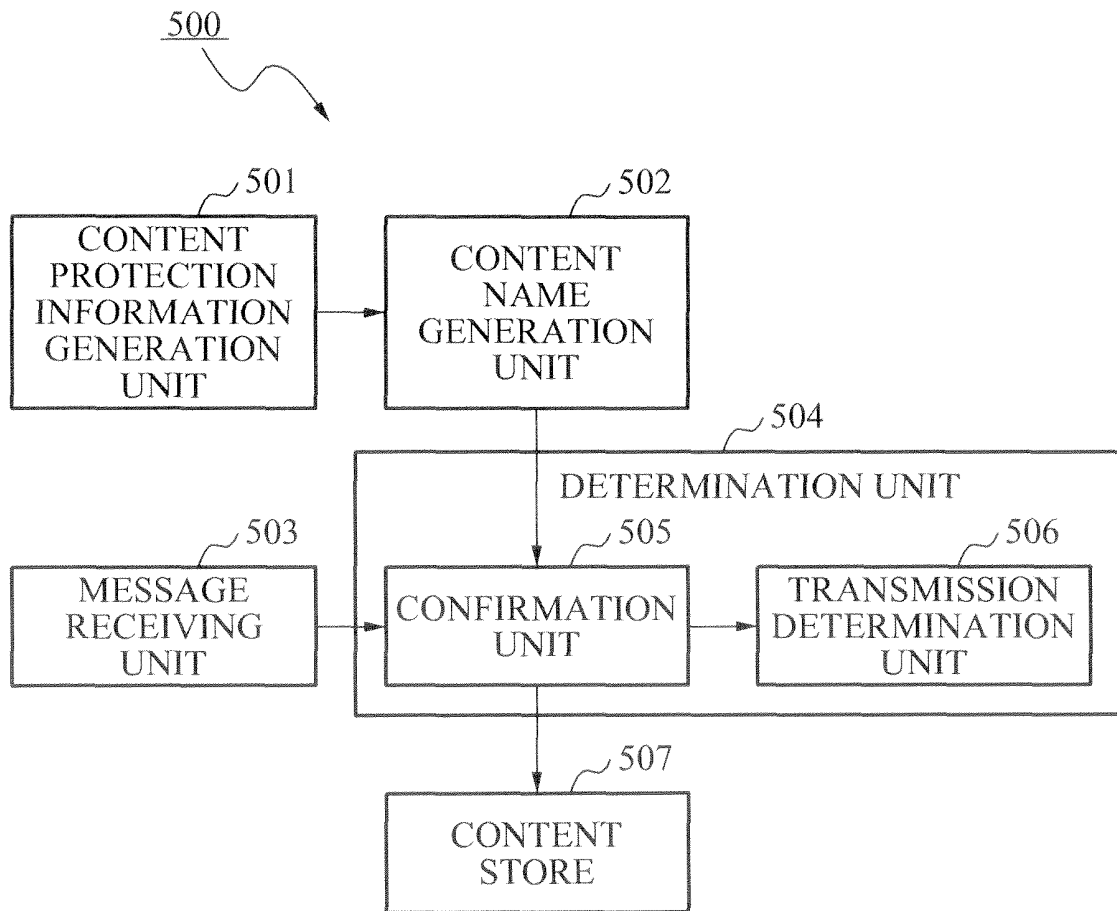 500
501
502
CONTENT
PROTECTION
INFORMATION
GENERATION
UNIT
CONTENT
NAME
GENERATION
UNIT
504
DETERMINATION UNIT
503
505
506
MESSAGE
RECEIVING
UNIT
CONFIRMATION
UNIT
TRANSMISSION
DETERMINATION
UNIT
507
CONTENT
STORE